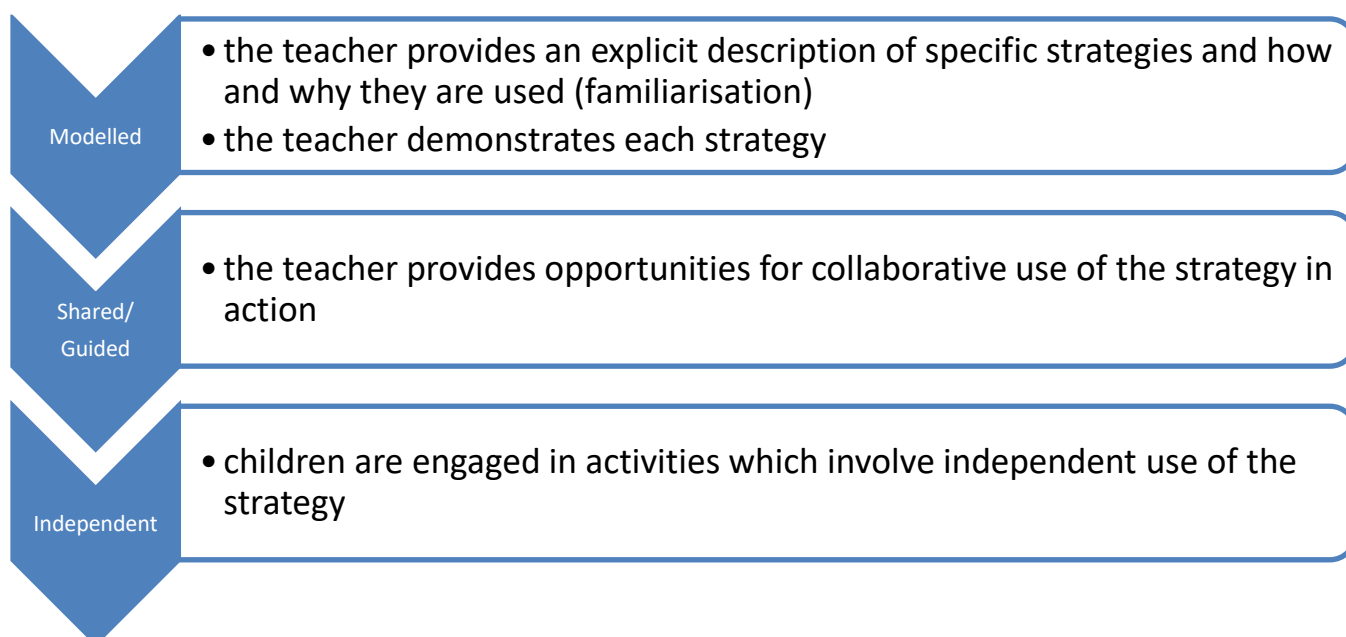 Modelled
• the teacher provides an explicit description of specific strategies and how
and why they are used (familiarisation)
• the teacher demonstrates each strategy
Shared/
Guided
• the teacher provides opportunities for collaborative use of the strategy in
action
Independent
• children are engaged in activities which involve independent use of the
strategy